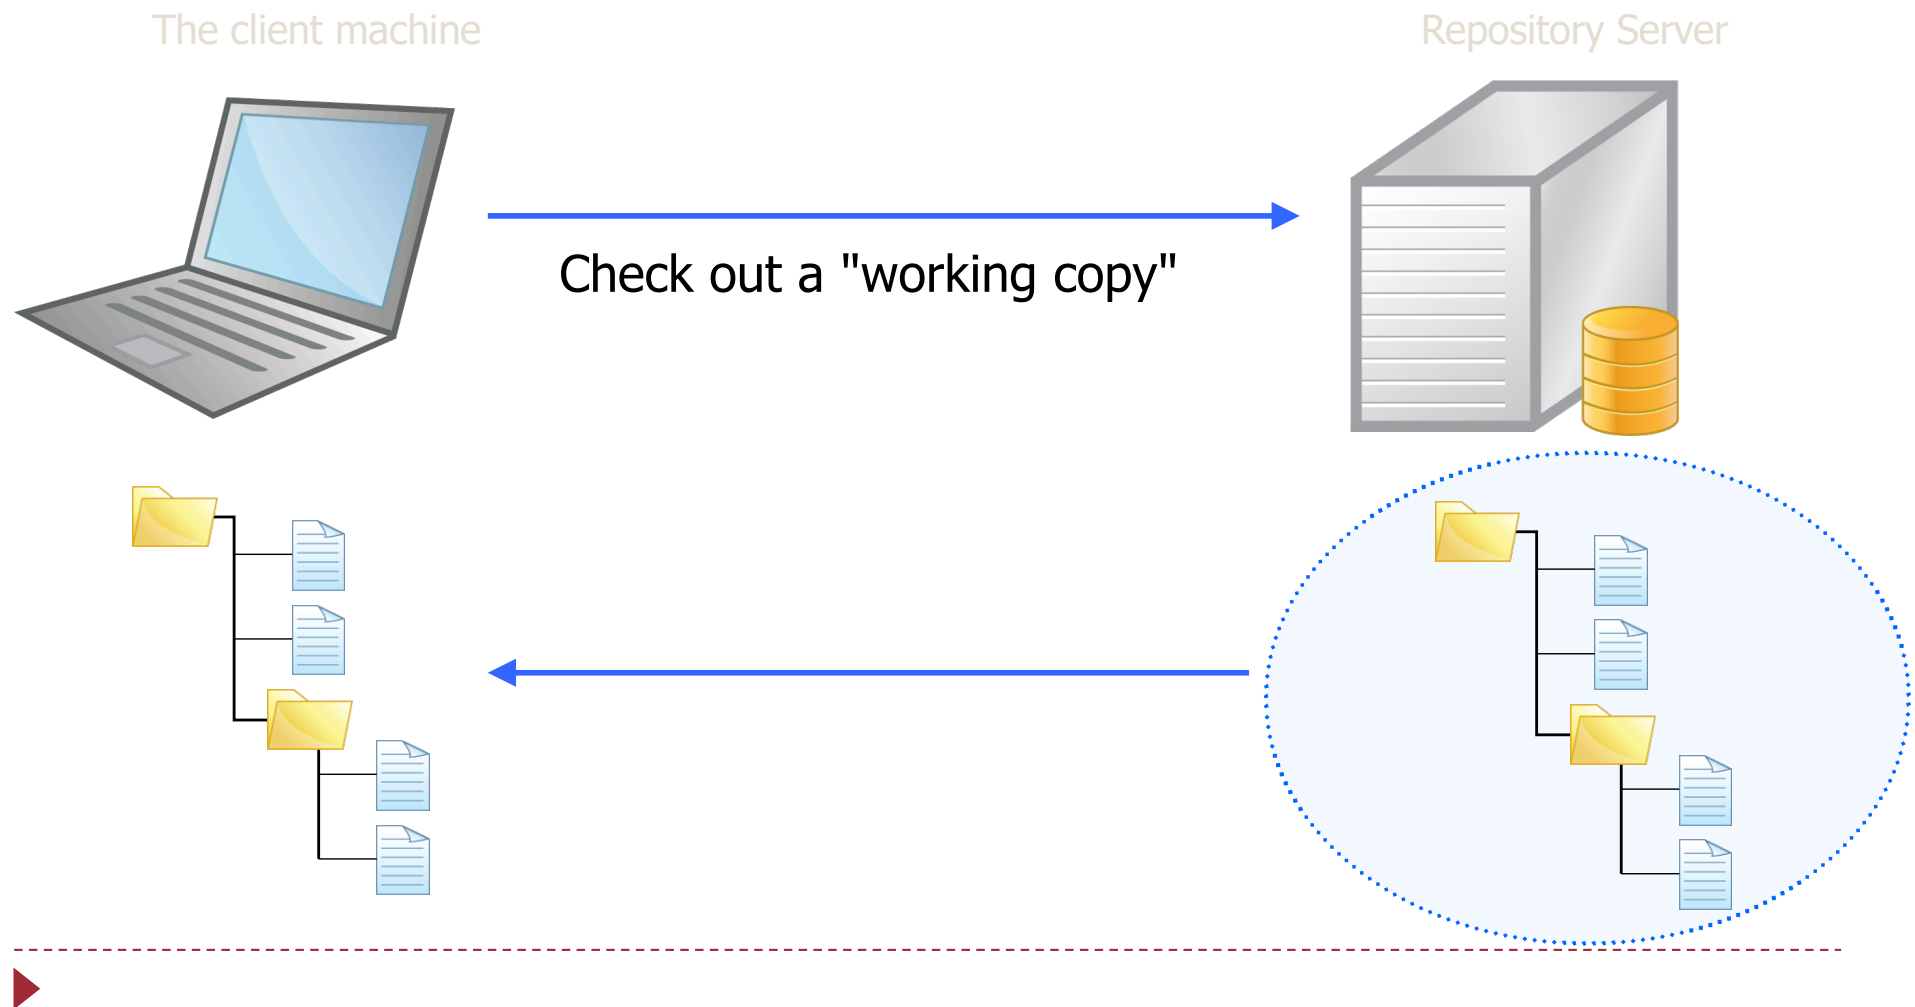 The client machine
Repository Server
Check out a "working copy"